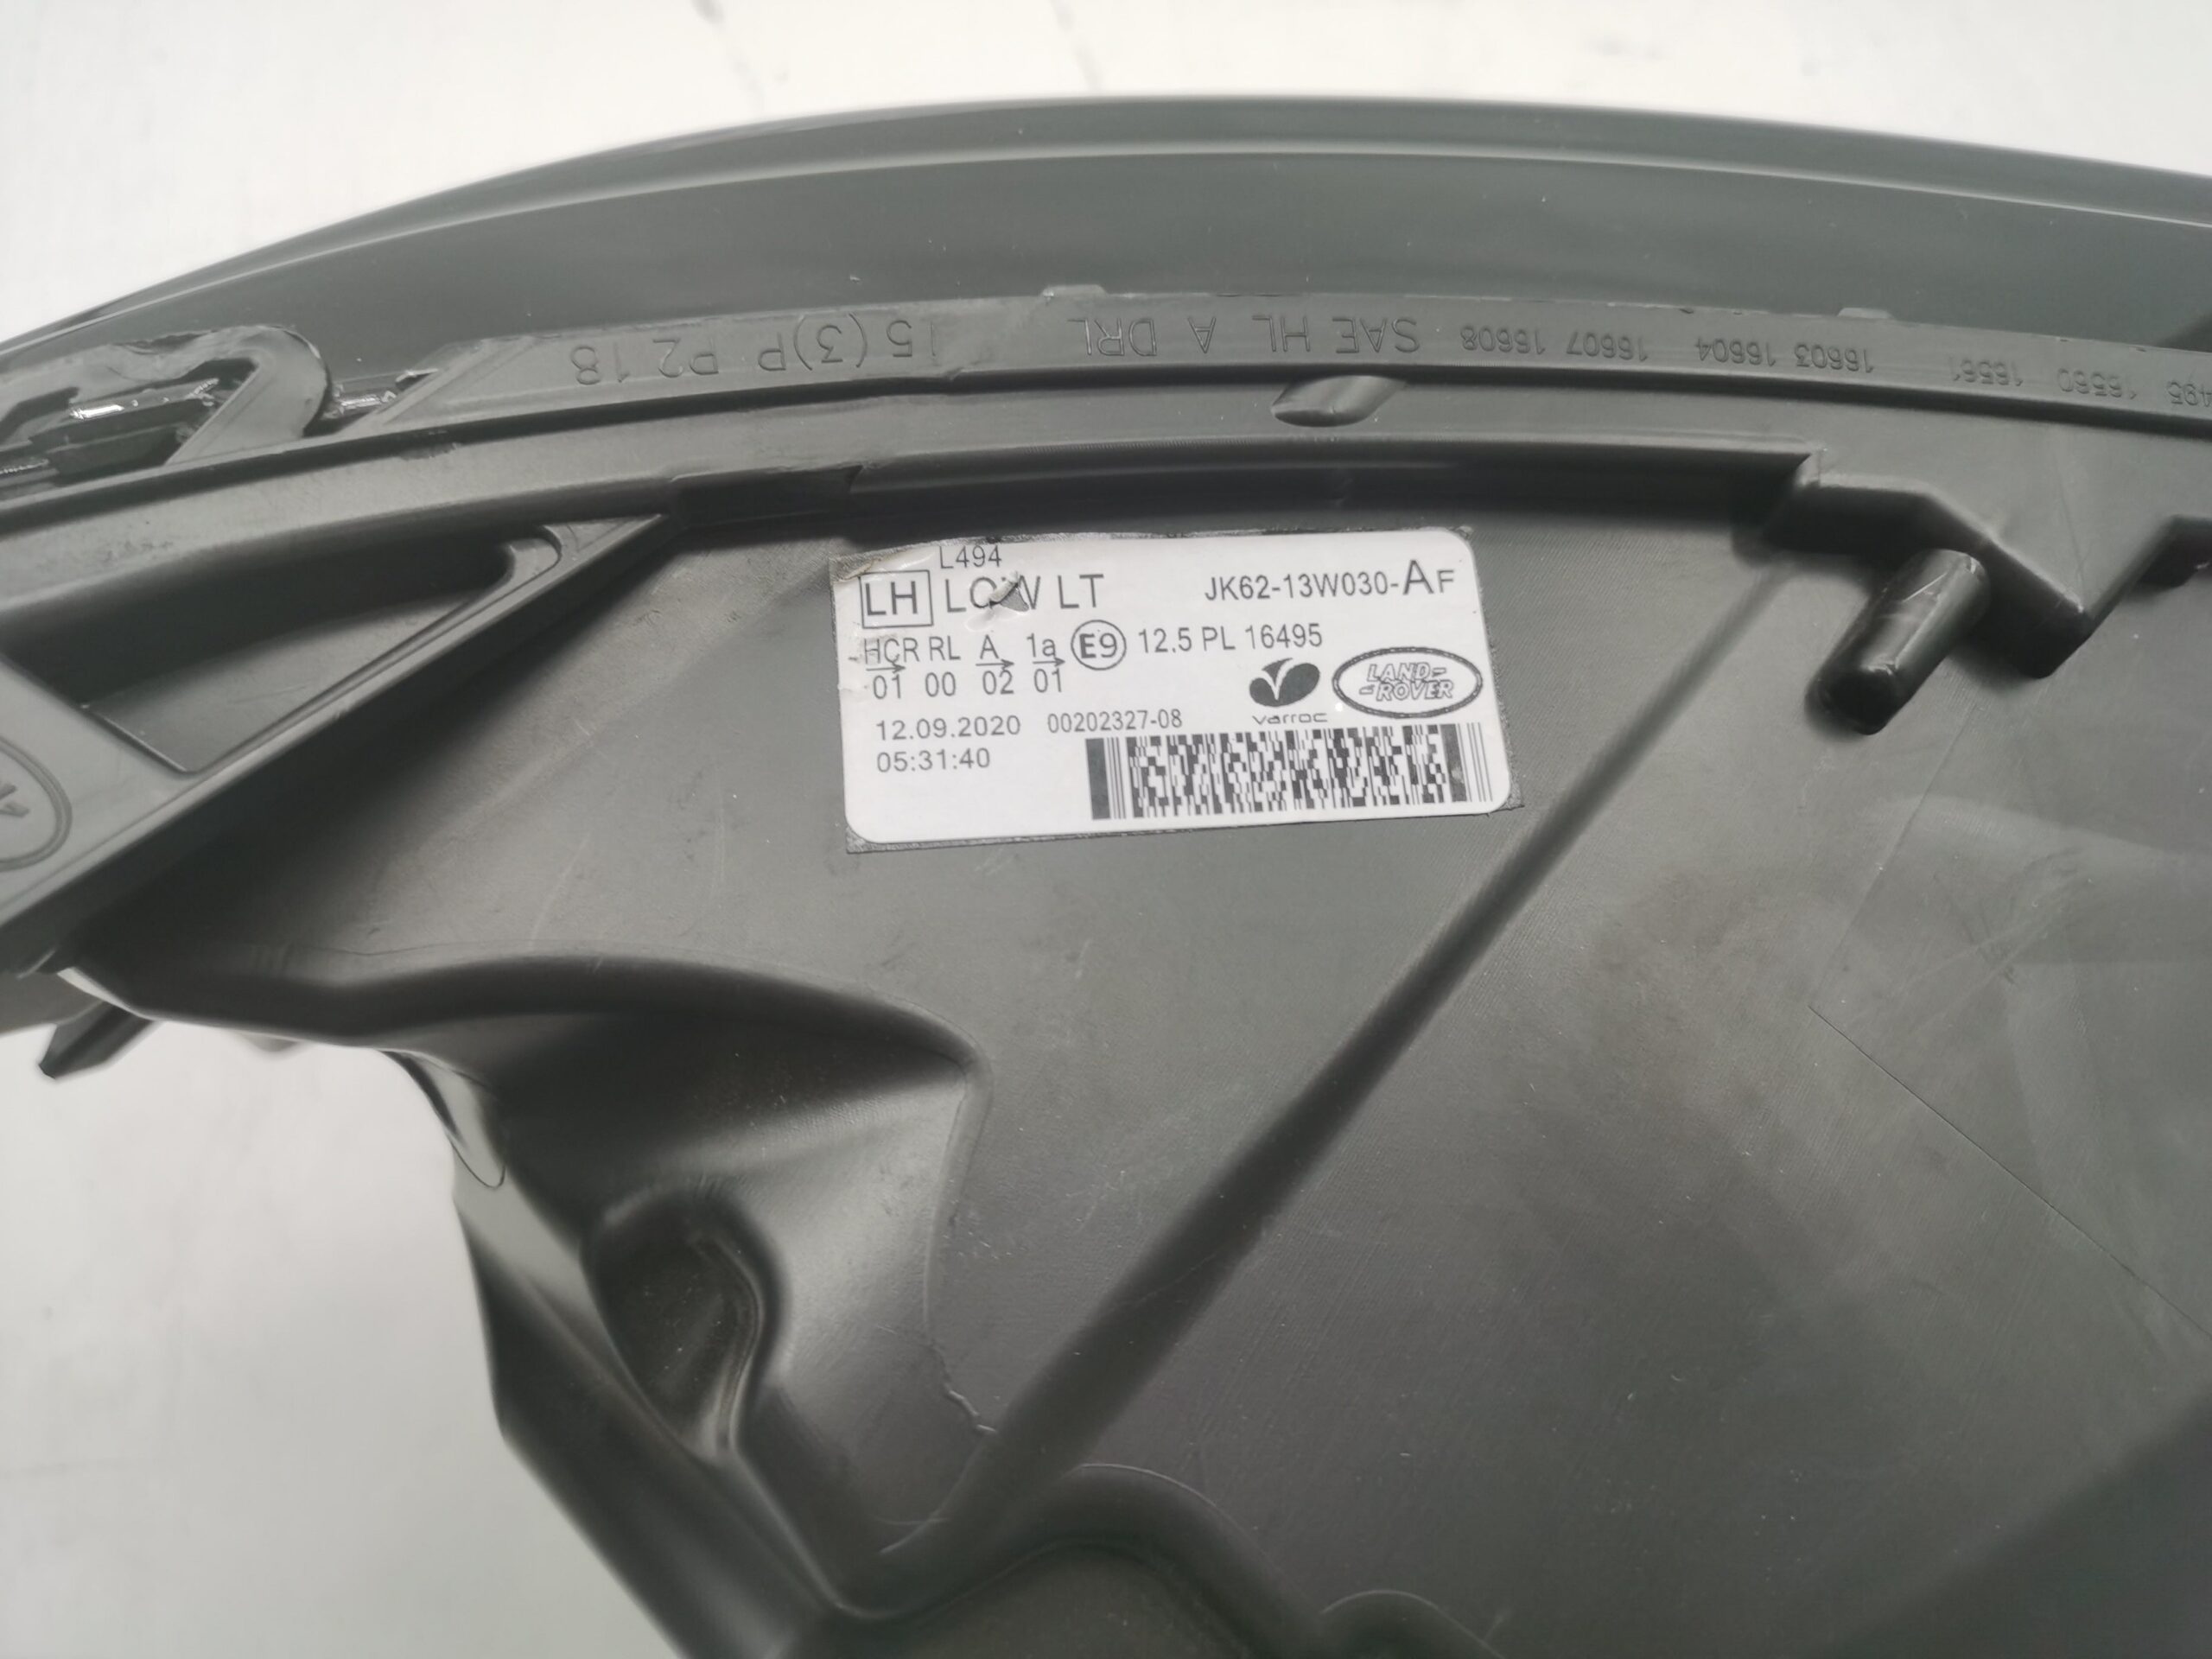 I5 (3)P P2 18 SAE HL A DRL 16607 16608 16603 16604 16561 16560
L494
LH LOW LT JK62-13W030-AF
HCR RL A 1a E9 12.5 PL 16495
01 00 02 01
LAND-
-ROVER
varroc
12.09.2020 00202327-08
05:31:40